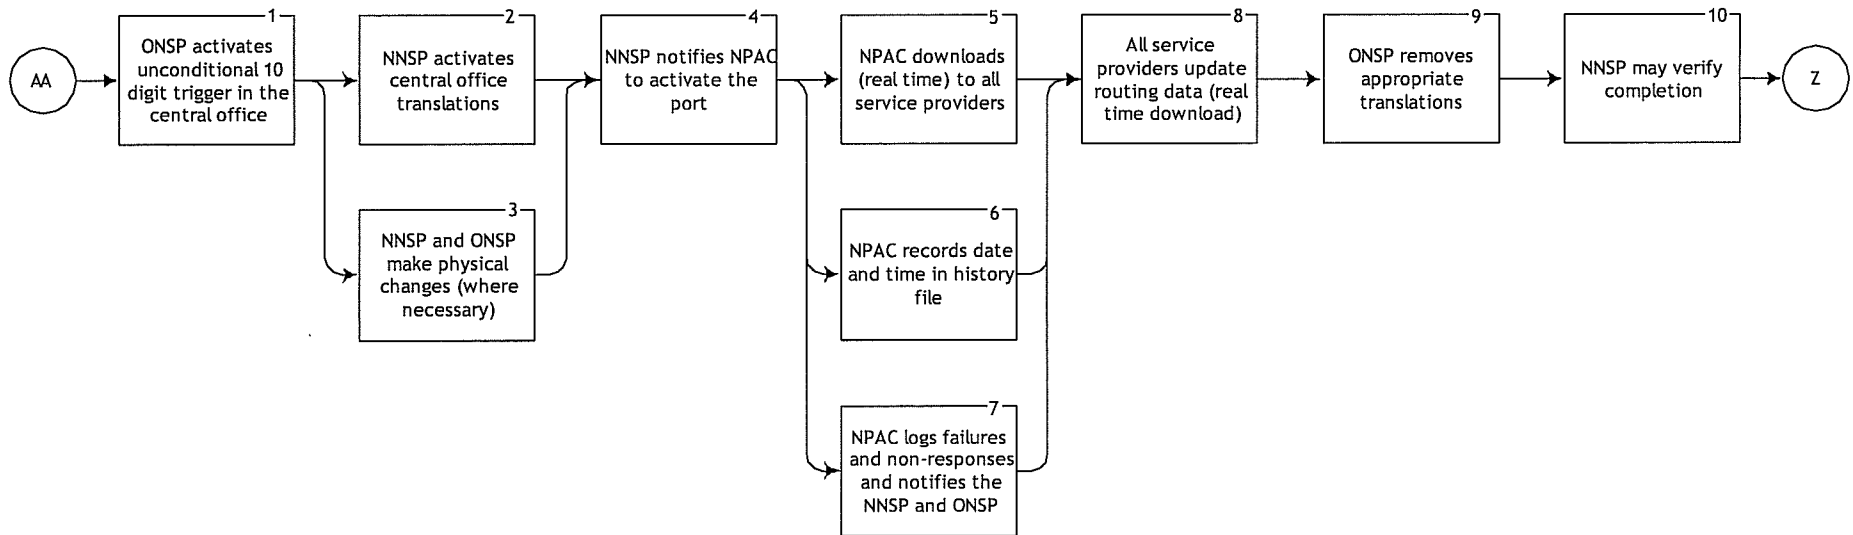 AA
1
ONSP activates
unconditional 10
digit trigger in the
central office
2
NNSP activates
central office
translations
3
NNSP and ONSP
make physical
changes (where
necessary)
4
NNSP notifies NPAC
to activate the
port
5
NPAC downloads
(real time) to all
service providers
6
NPAC records date
and time in history
file
7
NPAC logs failures
and non-responses
and notifies the
NNSP and ONSP
8
All service
providers update
routing data (real
time download)
9
ONSP removes
appropriate
translations
10
NNSP may verify
completion
Z